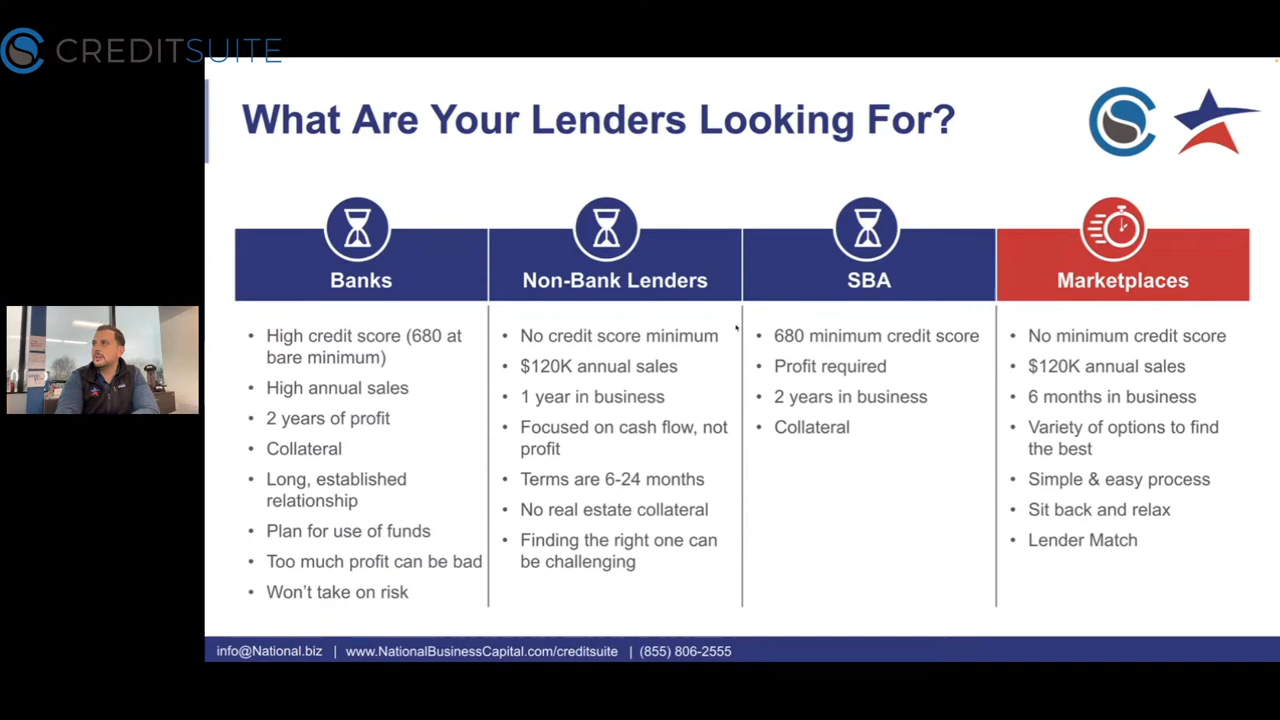 CREDITSUITE
What Are Your Lenders Looking For?
Banks
• High credit score (680 at
bare minimum)
• High annual sales
• 2 years of profit
• Collateral
• Long, established
relationship
• Plan for use of funds
• Too much profit can be bad
• Won't take on risk
Non-Bank Lenders
• No credit score minimum
• $120K annual sales
• 1 year in business
• Focused on cash flow, not
profit
• Terms are 6-24 months
• No real estate collateral
• Finding the right one can
be challenging
SBA
• 680 minimum credit score
• Profit required
• 2 years in business
• Collateral
Marketplaces
• No minimum credit score
• $120K annual sales
• 6 months in business
• Variety of options to find
the best
• Simple & easy process
• Sit back and relax
• Lender Match
info@National.biz | www.NationalBusinessCapital.com/creditsuite | (855) 806-2555